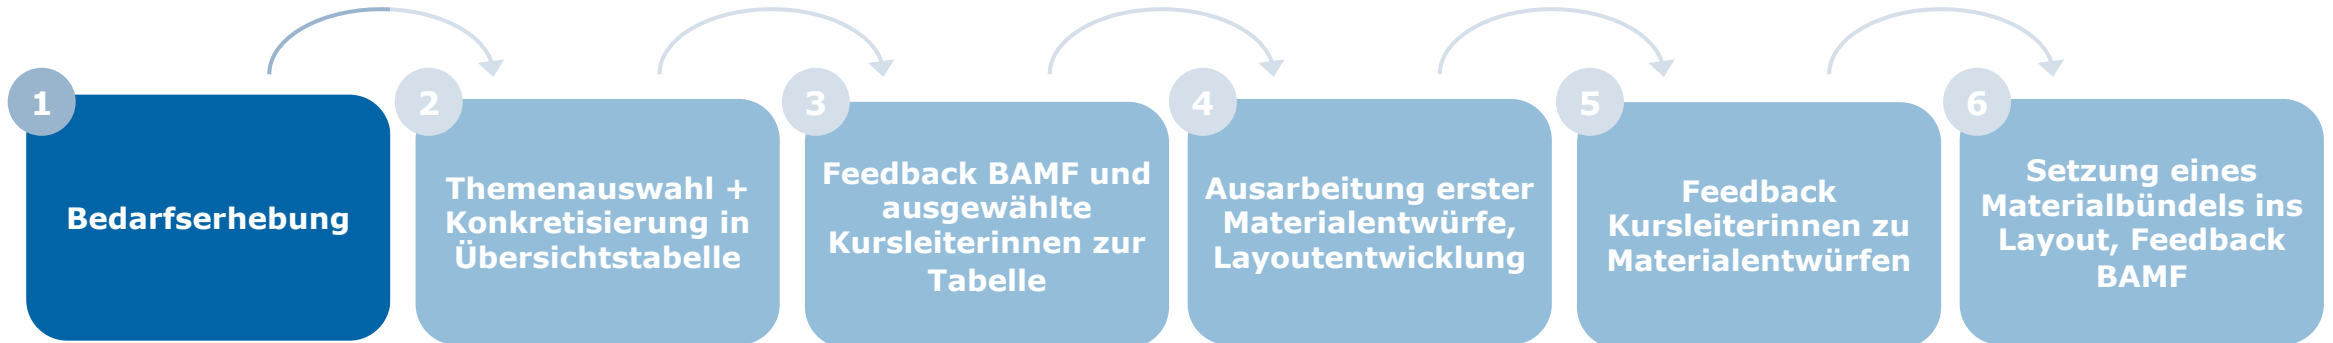 1
Bedarfserhebung
2
Themenauswahl +
Konkretisierung in
Übersichtstabelle
3
Feedback BAMF und
ausgewählte
Kursleiterinnen zur
Tabelle
4
Ausarbeitung erster
Materialentwürfe,
Layoutentwicklung
5
Feedback
Kursleiterinnen zu
Materialentwürfen
6
Setzung eines
Materialbündels ins
Layout, Feedback
BAMF